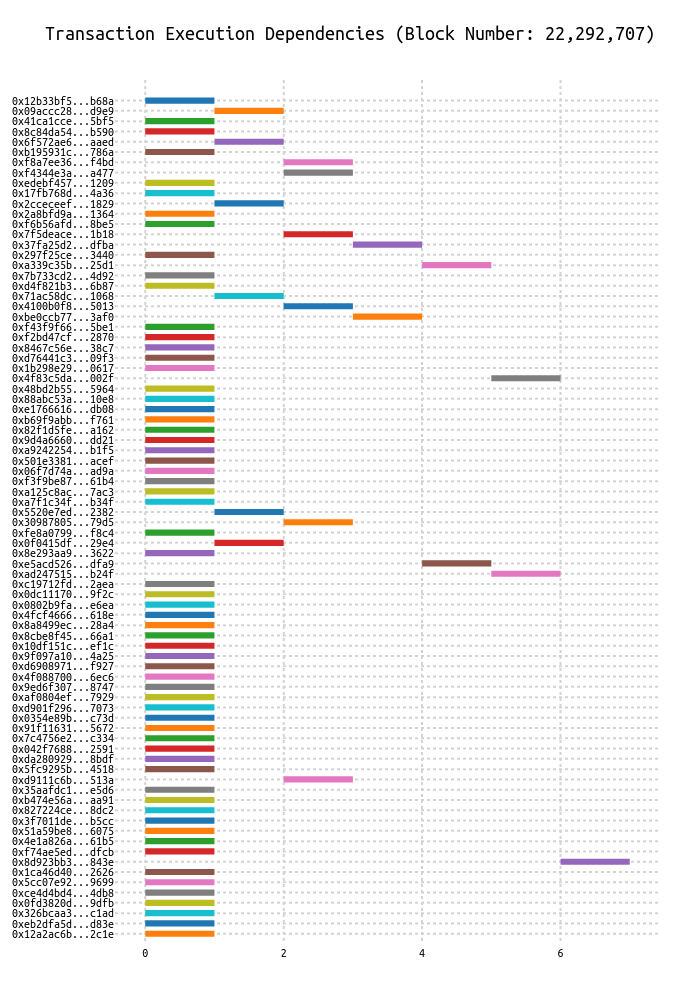 Transaction Execution Dependencies (Block Number: 22,292,707)
0x12b33bf5...b68a
0x09accc28...d9e9
0x41ca1cce...5bf5
0x8c84da54...b590
0x6f572ae6...aaed
0xb195931c...786a
0xf8a7ee36...f4bd
0xf4344e3a...a477
0xedebf457...1209
0x17fb768d...4a36
0x2cceceef...1829
0x2a8bfd9a...1364
0xf6b56afd...8be5
0x7f5deace...1b18
0x37fa25d2...dfba
0x297f25ce...3440
0xa339c35b...25d1
0x7b733cd2...4d92
0xd4f821b3...6b87
0x71ac58dc...1068
0x4100b0f8...5013
0xbe0ccb77...3af0
0xf43f9f66...5be1
0xf2bd47cf...2870
0x8467c56e...38c7
0xd76441c3...09f3
0x1b298e29...0617
0x4f83c5da...002f
0x48bd2b55...5964
0x88abc53a...10e8
0xe1766616...db08
0xb69f9abb...f761
0x82f1d5fe...a162
0x9d4a6660...dd21
0xa9242254...b1f5
0x501e3381...acef
0x06f7d74a...ad9a
0xf3f9be87...61b4
0xa125c8ac...7ac3
0xa7f1c34f...b34f
0x5520e7ed...2382
0x30987805...79d5
0xfe8a0799...f8c4
0x0f0415df...29e4
0x8e293aa9...3622
0xe5acd526...dfa9
0xad247515...b24f
0xc19712fd...2aea
0x0dc11170...9f2c
0x0802b9fa...e6ea
0x4fcf4666...618e
0x8a8499ec...28a4
0x8cbe8f45...66a1
0x10df151c...ef1c
0x9f097a10...4a25
0xd6908971...f927
0x4f088700...6ec6
0x9ed6f307...8747
0xaf0804ef...7929
0xd901f296...7073
0x0354e89b...c73d
0x91f11631...5672
0x7c4756e2...c334
0x042f7688...2591
0xda280929...8bdf
0x5fc9295b...4518
0xd9111c6b...513a
0x35aafdc1...e5d6
0xb474e56a...aa91
0x827224ce...8dc2
0x3f7011de...b5cc
0x51a59be8...6075
0x4e1a826a...61b5
0xf74ae5ed...dfcb
0x8d923bb3...843e
0x1ca46d40...2626
0x5cc07e92...9699
0xce4d4bd4...4db8
0x0fd3820d...9dfb
0x326bcaa3...c1ad
0xeb2dfa5d...d83e
0x12a2ac6b...2c1e
0 2 4 6